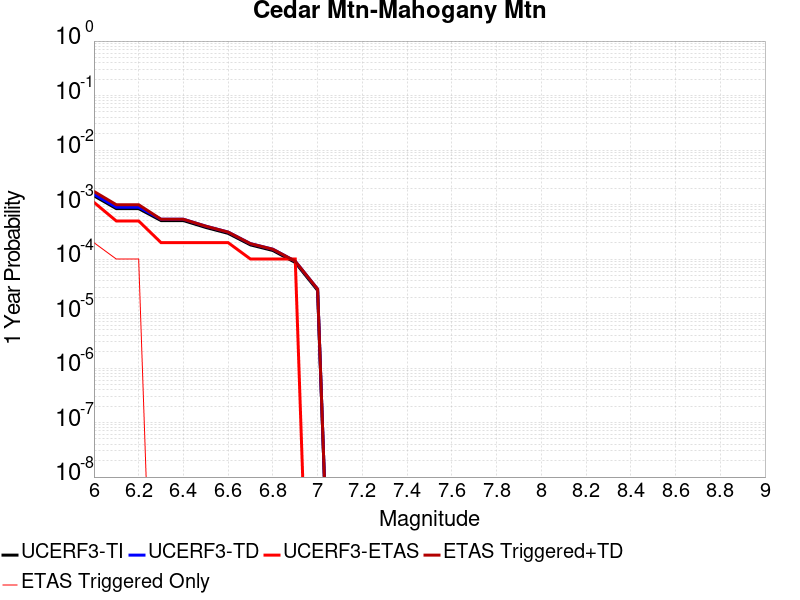 Cedar Mtn-Mahogany Mtn
10^0
10^-1
10^-2
10^-3
10^-4
10^-5
10^-6
10^-7
10^-8
1 Year Probability
6 6.2 6.4 6.6 6.8 7 7.2 7.4 7.6 7.8 8 8.2 8.4 8.6 8.8 9
Magnitude
UCERF3-TI UCERF3-TD UCERF3-ETAS ETAS Triggered+TD
ETAS Triggered Only